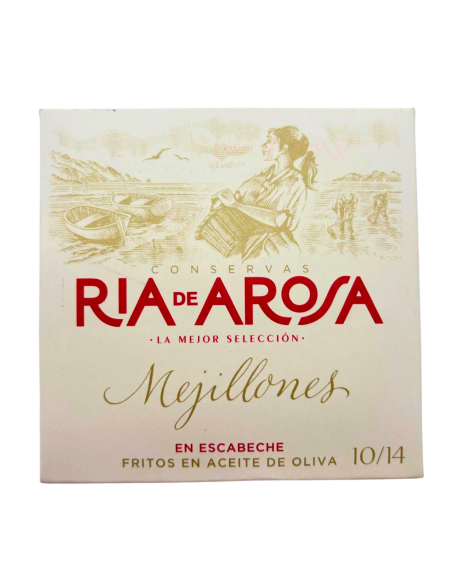 CONSERVAS
RIA DE AROSA
· LA MEJOR SELECCIÓN ·
Mejillones
EN ESCABECHE
FRITOS EN ACEITE DE OLIVA 10/14